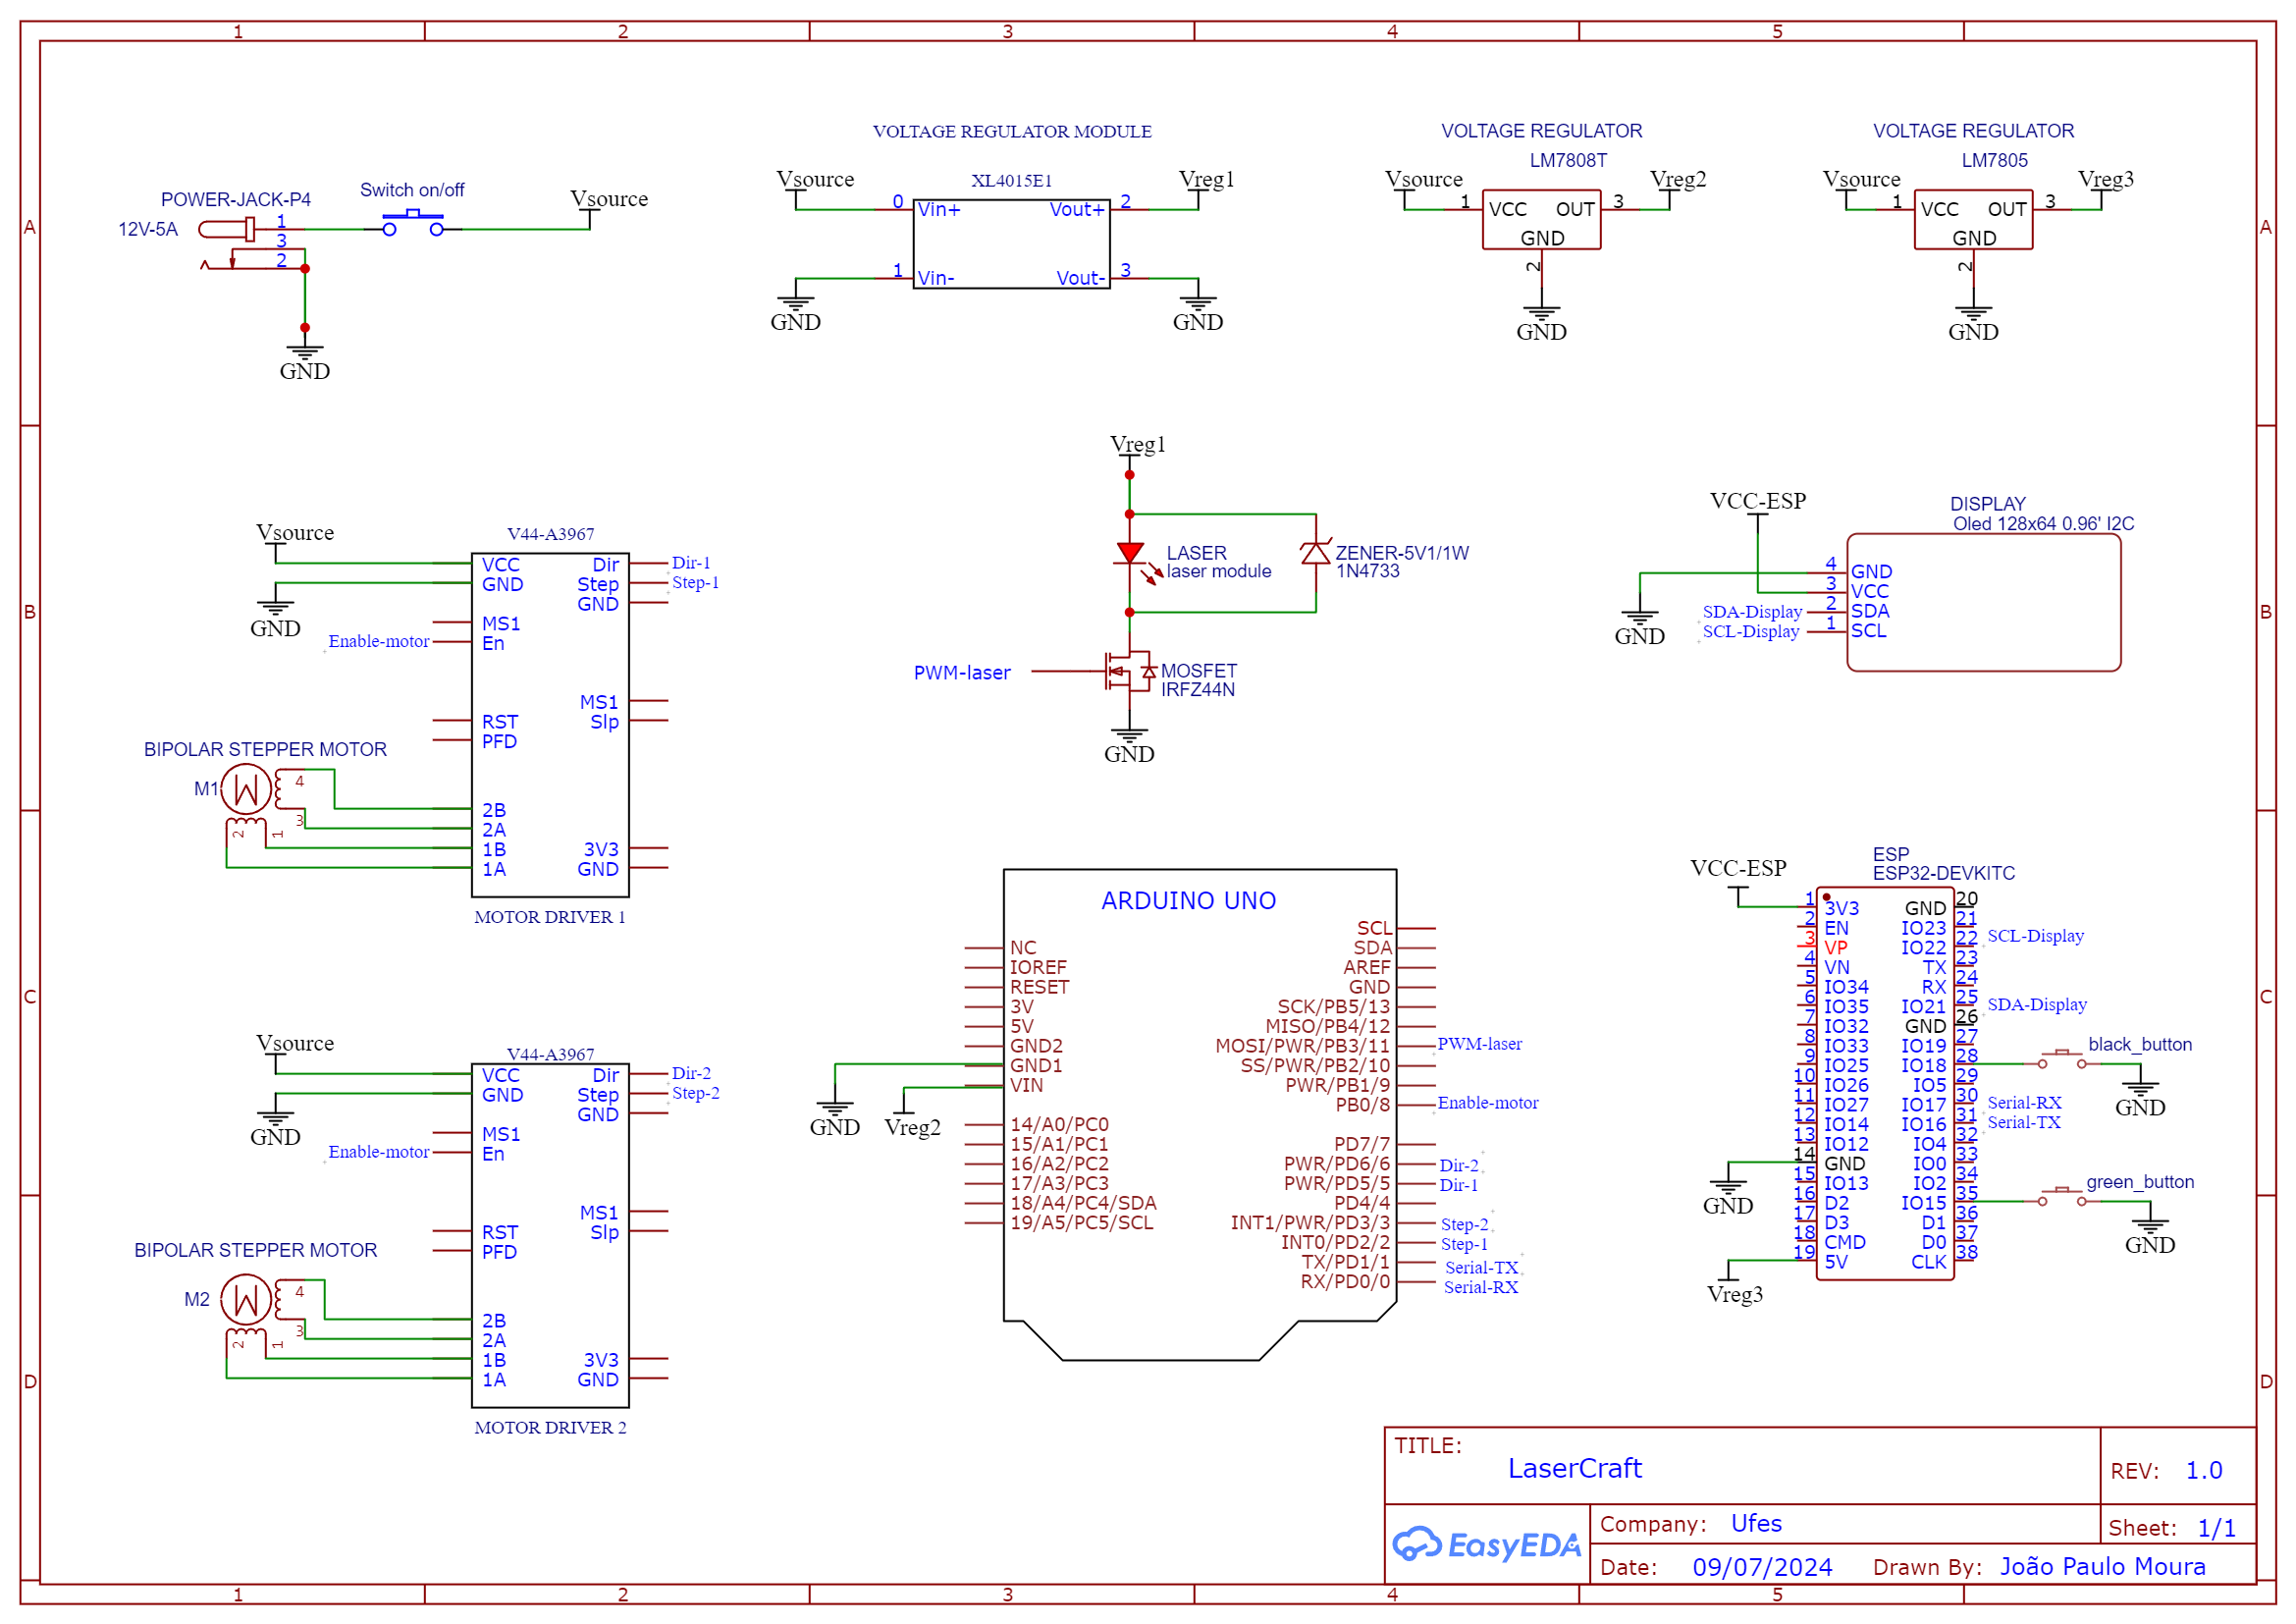 1 2 3 4 5
A
B
C
D
A
B
C
D
1 2 3 4 5
POWER-JACK-P4
12V-5A
1
3
2
GND
Switch on/off
Vsource
VOLTAGE REGULATOR MODULE
XL4015E1
Vsource
Vreg1
0 Vin+ Vout+ 2
1 Vin- Vout- 3
GND
GND
VOLTAGE REGULATOR
LM7808T
Vsource
Vreg2
1 VCC OUT 3
GND
2
GND
VOLTAGE REGULATOR
LM7805
Vsource
Vreg3
1 VCC OUT 3
GND
2
GND
Vsource
V44-A3967
VCC Dir Dir-1
GND Step Step-1
GND
GND
MS1
Enable-motor En
MS1
RST Slp
PFD
BIPOLAR STEPPER MOTOR
M1
M
4
3
2
1
2B
2A
1B 3V3
1A GND
MOTOR DRIVER 1
Vreg1
LASER
laser module
ZENER-5V1/1W
1N4733
PWM-laser
MOSFET
IRFZ44N
GND
VCC-ESP
DISPLAY
Oled 128x64 0.96' I2C
4 GND
3 VCC
SDA-Display 2 SDA
SCL-Display 1 SCL
GND
Vsource
V44-A3967
VCC Dir Dir-2
GND Step Step-2
GND
GND
MS1
Enable-motor En
MS1
RST Slp
PFD
BIPOLAR STEPPER MOTOR
M2
M
4
3
2
1
2B
2A
1B 3V3
1A GND
MOTOR DRIVER 2
ARDUINO UNO
NC
IOREF
RESET
3V
5V
GND2
GND1
VIN
14/A0/PC0
15/A1/PC1
16/A2/PC2
17/A3/PC3
18/A4/PC4/SDA
19/A5/PC5/SCL
GND
Vreg2
SCL
SDA
AREF
GND
SCK/PB5/13
MISO/PB4/12
MOSI/PWR/PB3/11 PWM-laser
SS/PWR/PB2/10
PWR/PB1/9
PB0/8 Enable-motor
PD7/7
PWR/PD6/6 Dir-2
PWR/PD5/5 Dir-1
PD4/4
INT1/PWR/PD3/3 Step-2
INT0/PD2/2 Step-1
TX/PD1/1 Serial-TX
RX/PD0/0 Serial-RX
VCC-ESP
ESP
ESP32-DEVKITC
1 3V3
2 EN
3 VP
4 VN
5 IO34
6 IO35
7 IO32
8 IO33
9 IO25
10 IO26
11 IO27
12 IO14
13 IO12
14 GND
15 IO13
16 D2
17 D3
18 CMD
19 5V
GND
Vreg3
GND 20
IO23 21
IO22 22 SCL-Display
TX 23
RX 24
IO21 25 SDA-Display
GND 26
IO19 27
IO18 28
IO5 29
IO17 30 Serial-RX
IO16 31 Serial-TX
IO4 32
IO0 33
IO2 34
IO15 35
D1 36
D0 37
CLK 38
black_button
GND
green_button
GND
TITLE:
LaserCraft
REV: 1.0
EasyEDA
Company: Ufes
Sheet: 1/1
Date: 09/07/2024
Drawn By: João Paulo Moura